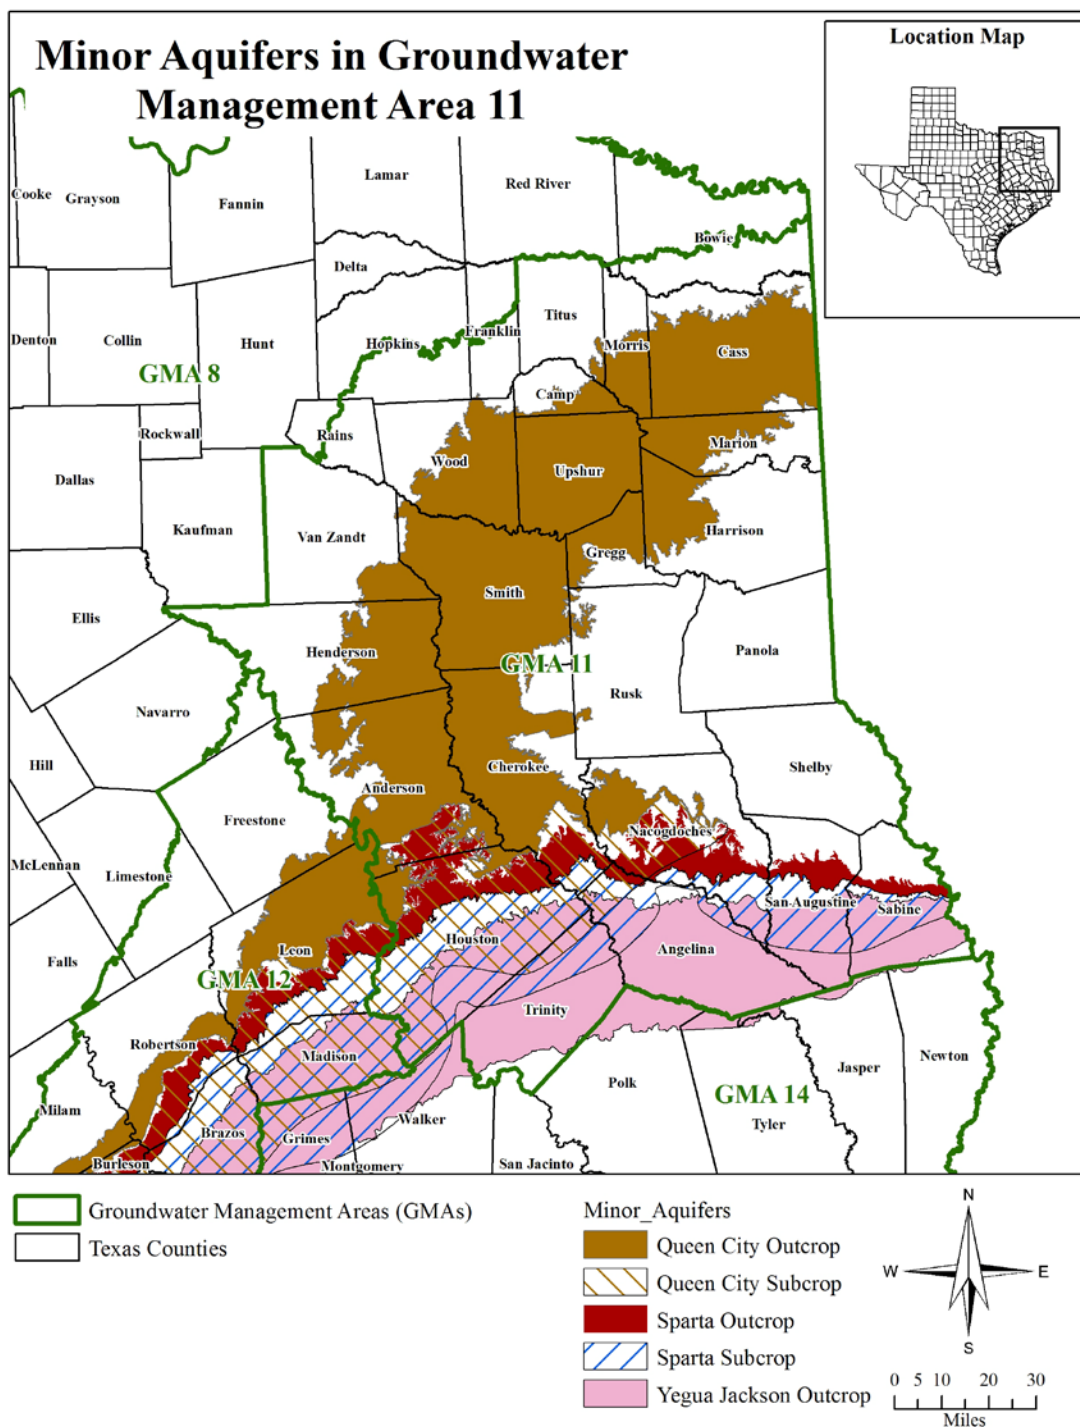 Minor Aquifers in Groundwater
Management Area 11
Location Map
Lamar
Red River
Cooke
Grayson
Fannin
Bowie
Delta
Titus
Franklin
Denton
Collin
Hunt
Hopkins
Morris
Cass
GMA 8
Camp
Rockwall
Rains
Marion
Wood
Upshur
Dallas
Kaufman
Van Zandt
Harrison
Gregg
Smith
Ellis
Henderson
GMA 11
Panola
Rusk
Navarro
Hill
Cherokee
Shelby
Anderson
Freestone
Nacogdoches
McLennan
Limestone
San Augustine
Sabine
Houston
Leon
Angelina
Falls
GMA 12
Trinity
Robertson
Madison
Newton
Jasper
Polk
GMA 14
Milam
Tyler
Walker
Brazos
Grimes
Burleson
Montgomery
San Jacinto
Groundwater Management Areas (GMAs)
Texas Counties
Minor_Aquifers
Queen City Outcrop
Queen City Subcrop
Sparta Outcrop
Sparta Subcrop
Yegua Jackson Outcrop
N
W
E
S
0 5 10 20 30
Miles